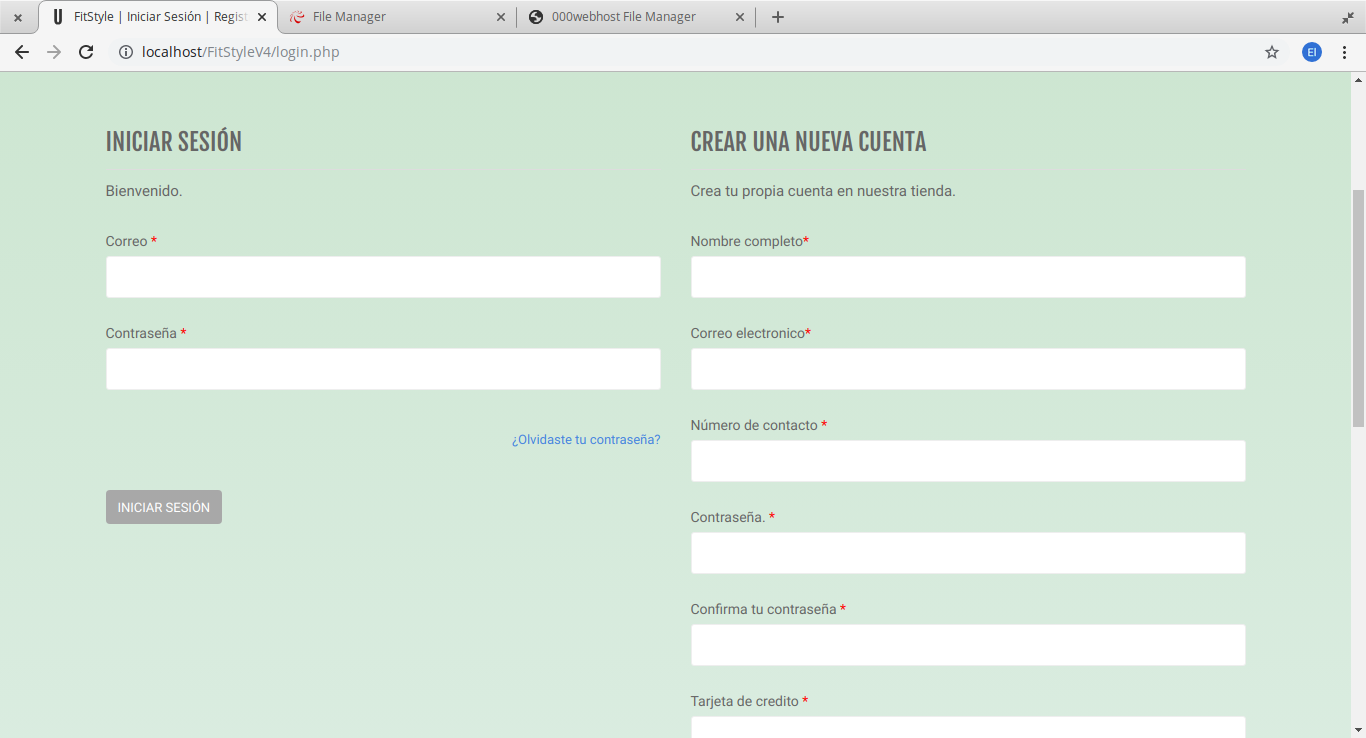 FitStyle | Iniciar Sesión | Regist
File Manager
000webhost File Manager
localhost/FitStyleV4/login.php
EI
INICIAR SESIÓN
Bienvenido.
Correo *
Contraseña *
¿Olvidaste tu contraseña?
INICIAR SESIÓN
CREAR UNA NUEVA CUENTA
Crea tu propia cuenta en nuestra tienda.
Nombre completo*
Correo electronico*
Número de contacto *
Contraseña. *
Confirma tu contraseña *
Tarjeta de credito *